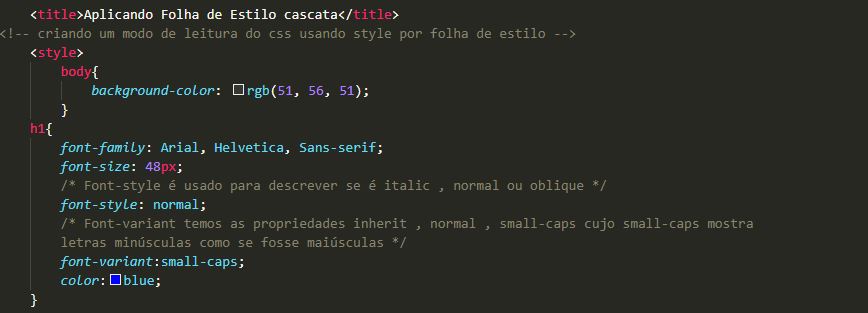 <title>Aplicando Folha de Estilo cascata</title>
<!-- criando um modo de leitura do css usando style por folha de estilo -->
<style>
body{
background-color: rgb(51, 56, 51);
}
h1{
font-family: Arial, Helvetica, Sans-serif;
font-size: 48px;
/* Font-style é usado para descrever se é italic , normal ou oblique */
font-style: normal;
/* Font-variant temos as propriedades inherit , normal , small-caps cujo small-caps mostra
letras minúsculas como se fosse maiúsculas */
font-variant:small-caps;
color:blue;
}